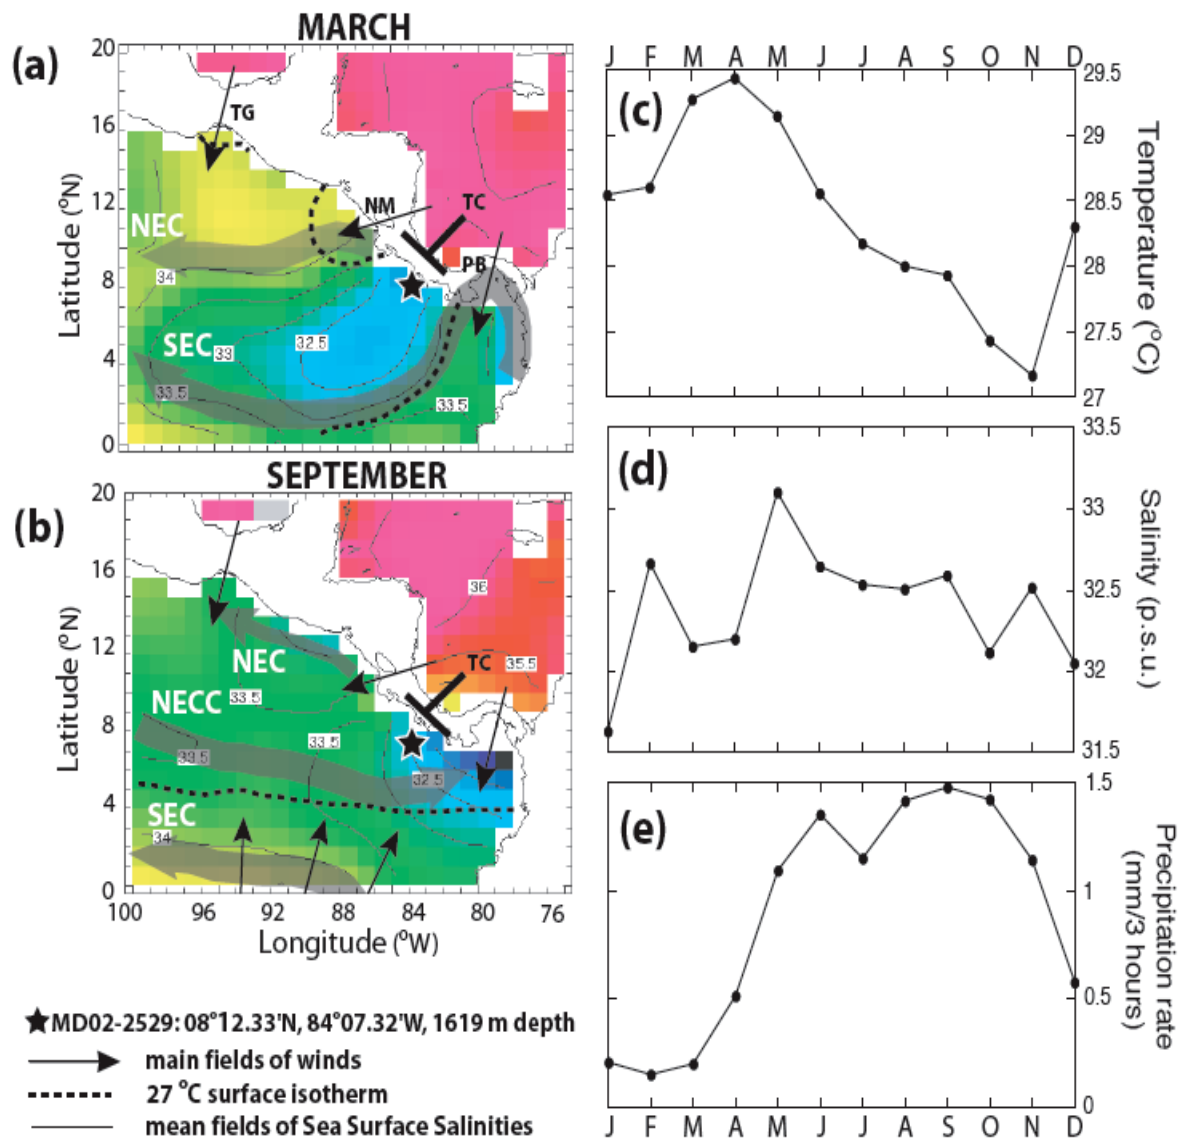 MARCH
(a)
20
16
12
8
4
0
Latitude (°N)
TG
NM
TC
PB
NEC
34
SEC
33
32.5
33.5
33.5
SEPTEMBER
(b)
20
16
12
8
4
0
Latitude (°N)
36
NEC
TC
35.5
33.5
NECC
33.5
33.5
32.5
SEC
34
100 96 92 88 84 80 76
Longitude (°W)
MD02-2529: 08°12.33'N, 84°07.32'W, 1619 m depth
main fields of winds
27 °C surface isotherm
mean fields of Sea Surface Salinities
J F M A M J J A S O N D
(c)
29.5
29
28.5
28
27.5
27
Temperature (°C)
(d)
33.5
33
32.5
32
31.5
Salinity (p.s.u.)
(e)
1.5
1
0.5
0
Precipitation rate
(mm/3 hours)
J F M A M J J A S O N D